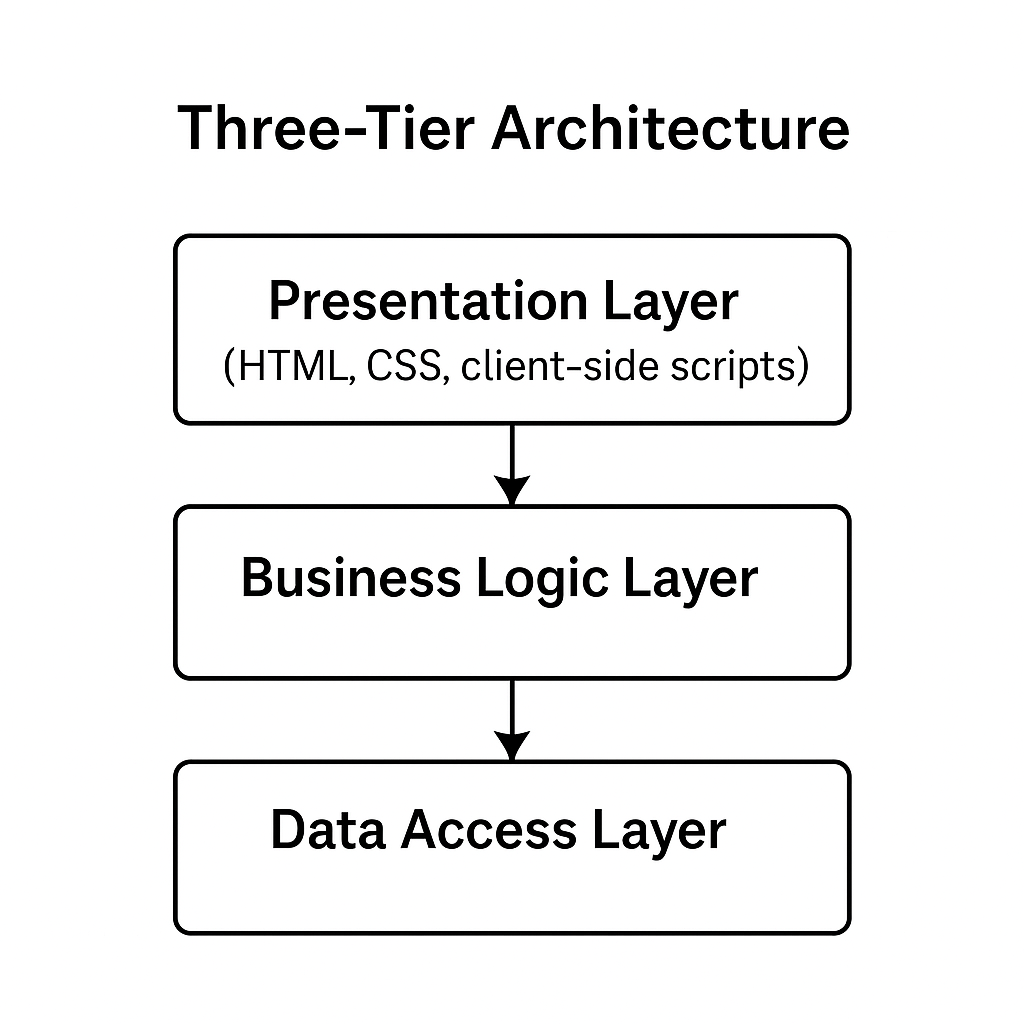 Three-Tier Architecture
Presentation Layer
(HTML, CSS, client-side scripts)
Business Logic Layer
Data Access Layer